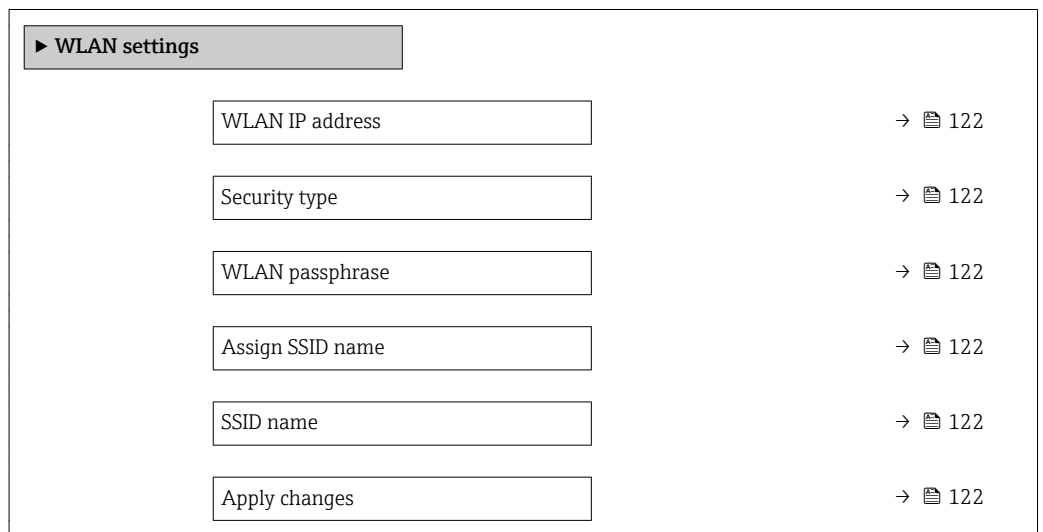 ▶ WLAN settings
WLAN IP address → 122
Security type → 122
WLAN passphrase → 122
Assign SSID name → 122
SSID name → 122
Apply changes → 122